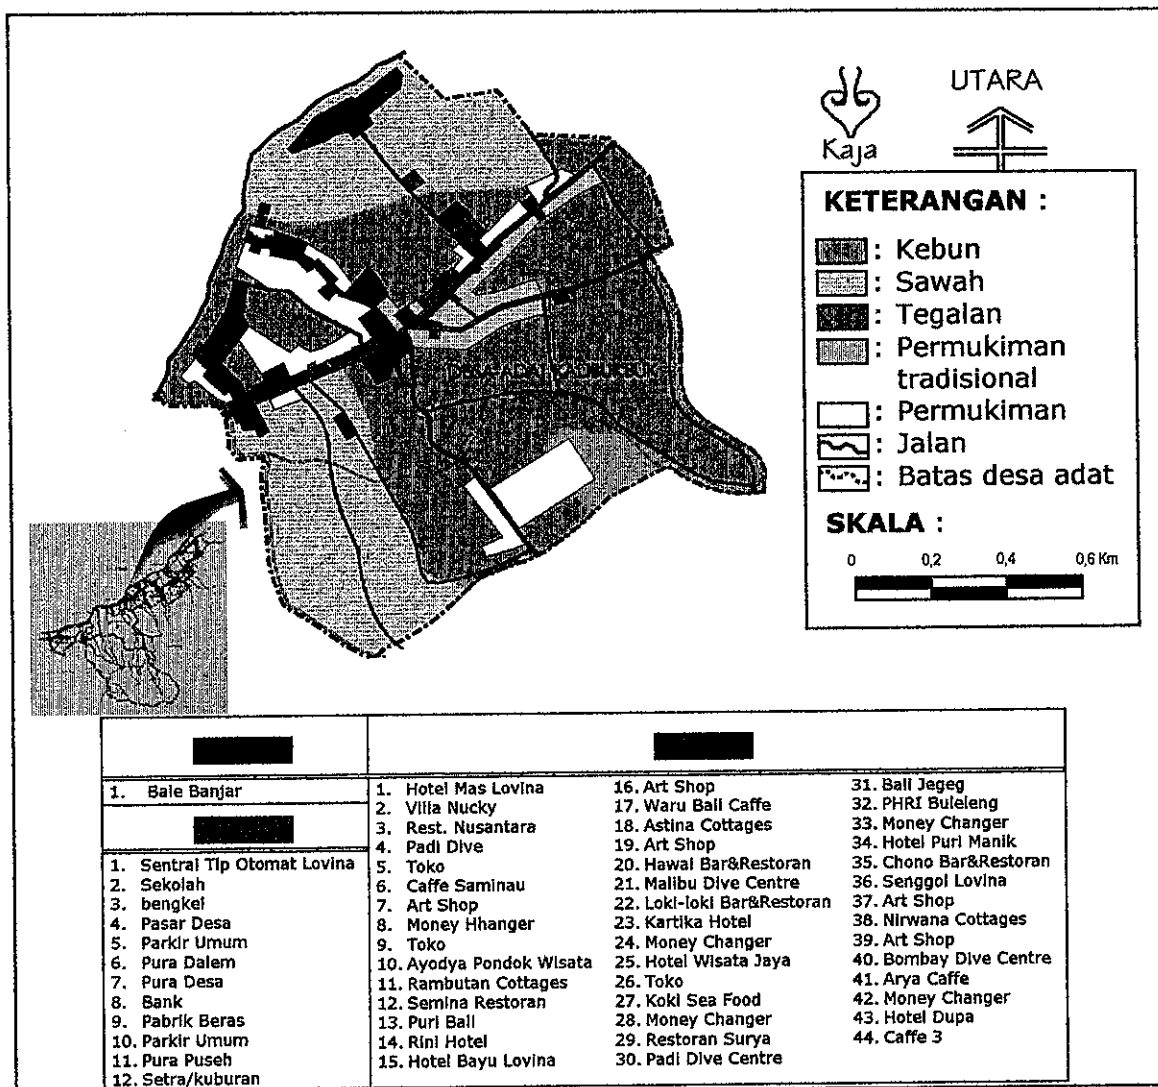 UTARA
Kaja
KETERANGAN :
: Kebun
: Sawah
: Tegalan
: Permukiman
tradisional
: Permukiman
: Jalan
: Batas desa adat
SKALA :
0 0,2 0,4 0,6 Km
DESA ADAT KALIBUKBUK
1. Bale Banjar
1. Sentral Tlp Otomat Lovina
2. Sekolah
3. bengkel
4. Pasar Desa
5. Parkir Umum
6. Pura Dalem
7. Pura Desa
8. Bank
9. Pabrik Beras
10. Parkir Umum
11. Pura Puseh
12. Setra/kuburan
1. Hotel Mas Lovina
2. Villa Nucky
3. Rest. Nusantara
4. Padi Dive
5. Toko
6. Caffe Saminau
7. Art Shop
8. Money Hhanger
9. Toko
10. Ayodya Pondok Wisata
11. Rambutan Cottages
12. Semina Restoran
13. Puri Bali
14. Rini Hotel
15. Hotel Bayu Lovina
16. Art Shop
17. Waru Bali Caffe
18. Astina Cottages
19. Art Shop
20. Hawai Bar&Restoran
21. Malibu Dive Centre
22. Loki-loki Bar&Restoran
23. Kartika Hotel
24. Money Changer
25. Hotel Wisata Jaya
26. Toko
27. Koki Sea Food
28. Money Changer
29. Restoran Surya
30. Padi Dive Centre
31. Bali Jegeg
32. PHRI Buleleng
33. Money Changer
34. Hotel Puri Manik
35. Chono Bar&Restoran
36. Senggol Lovina
37. Art Shop
38. Nirwana Cottages
39. Art Shop
40. Bombay Dive Centre
41. Arya Caffe
42. Money Changer
43. Hotel Dupa
44. Caffe 3